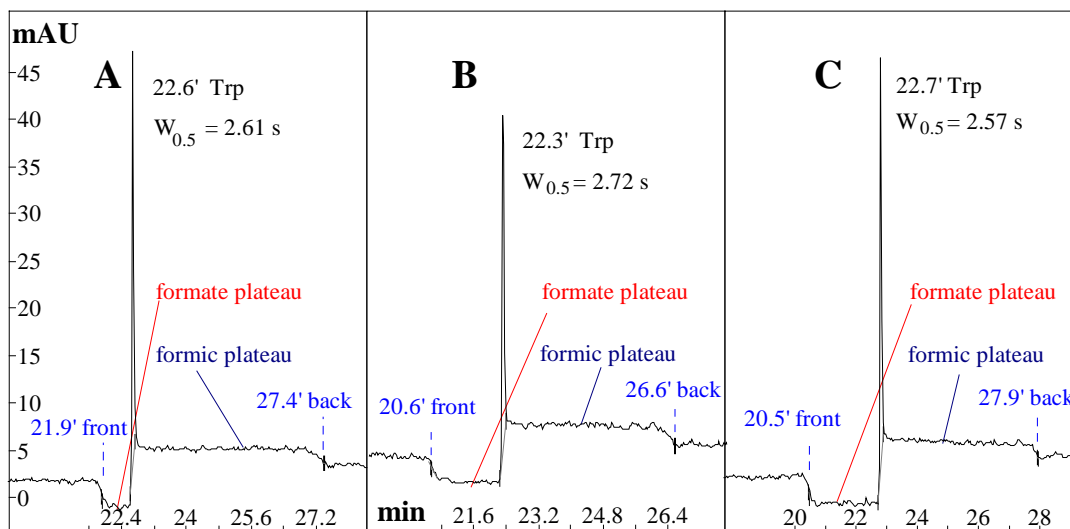 mAU
45
40
35
30
25
20
15
10
5
0
A
22.6' Trp
W0.5 = 2.61 s
formate plateau
formic plateau
27.4' back
21.9' front
22.4
24
25.6
27.2
B
22.3' Trp
W0.5 = 2.72 s
formate plateau
formic plateau
26.6' back
20.6' front
min
21.6
23.2
24.8
26.4
C
22.7' Trp
W0.5 = 2.57 s
formate plateau
formic plateau
27.9' back
20.5' front
20
22
24
26
28